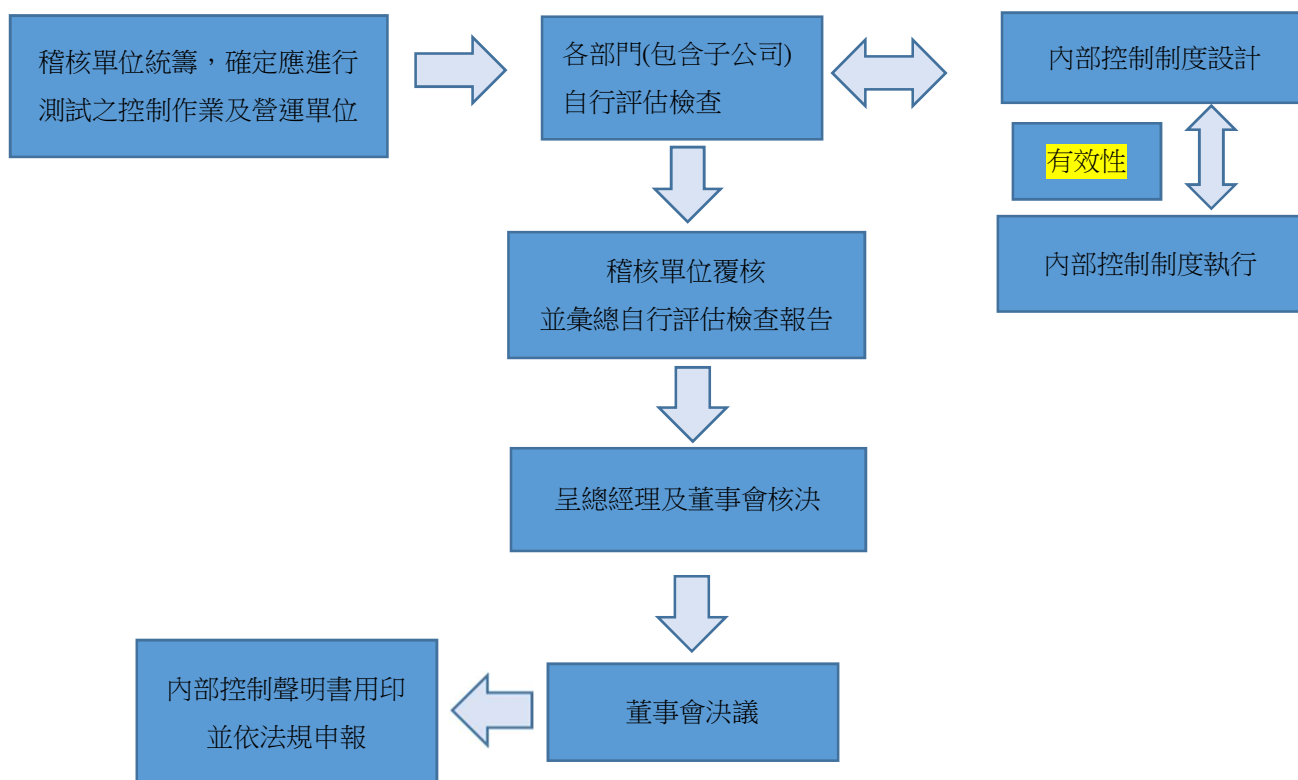 稽核單位統籌，確定應進行
測試之控制作業及營運單位
各部門(包含子公司)
自行評估檢查
內部控制制度設計
有效性
內部控制制度執行
稽核單位覆核
並彙總自行評估檢查報告
呈總經理及董事會核決
董事會決議
內部控制聲明書用印
並依法規申報